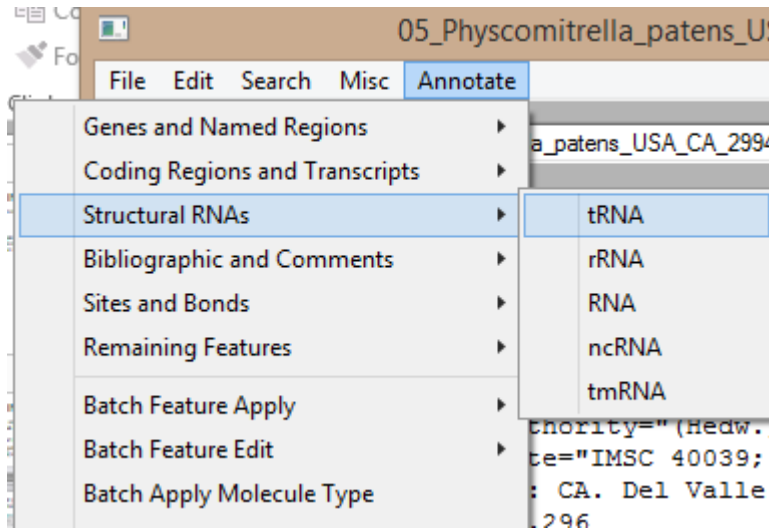 05_Physcomitrella_patens_U
File Edit Search Misc Annotate
Genes and Named Regions
a_patens_USA_CA_2994
Coding Regions and Transcripts
Structural RNAs
tRNA
Bibliographic and Comments
rRNA
Sites and Bonds
RNA
Remaining Features
ncRNA
tmRNA
Batch Feature Apply
thority="(Hedw.
Batch Feature Edit
te="IMSC 40039;
Batch Apply Molecule Type
: CA. Del Valle
.296